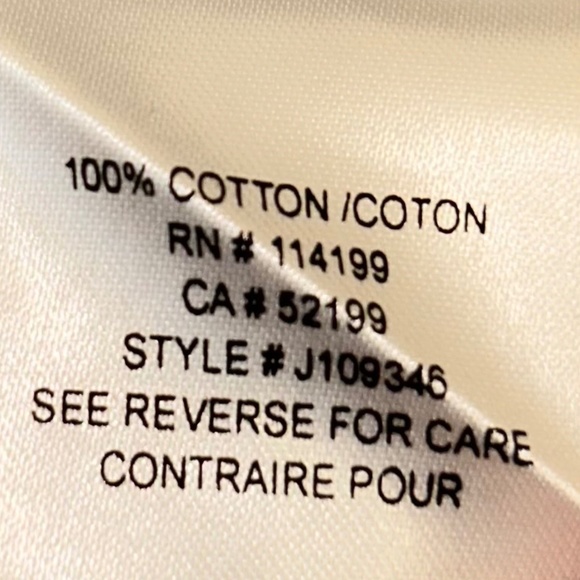 100% COTTON /COTON
RN # 114199
CA # 52199
STYLE # J109346
SEE REVERSE FOR CARE
CONTRAIRE POUR